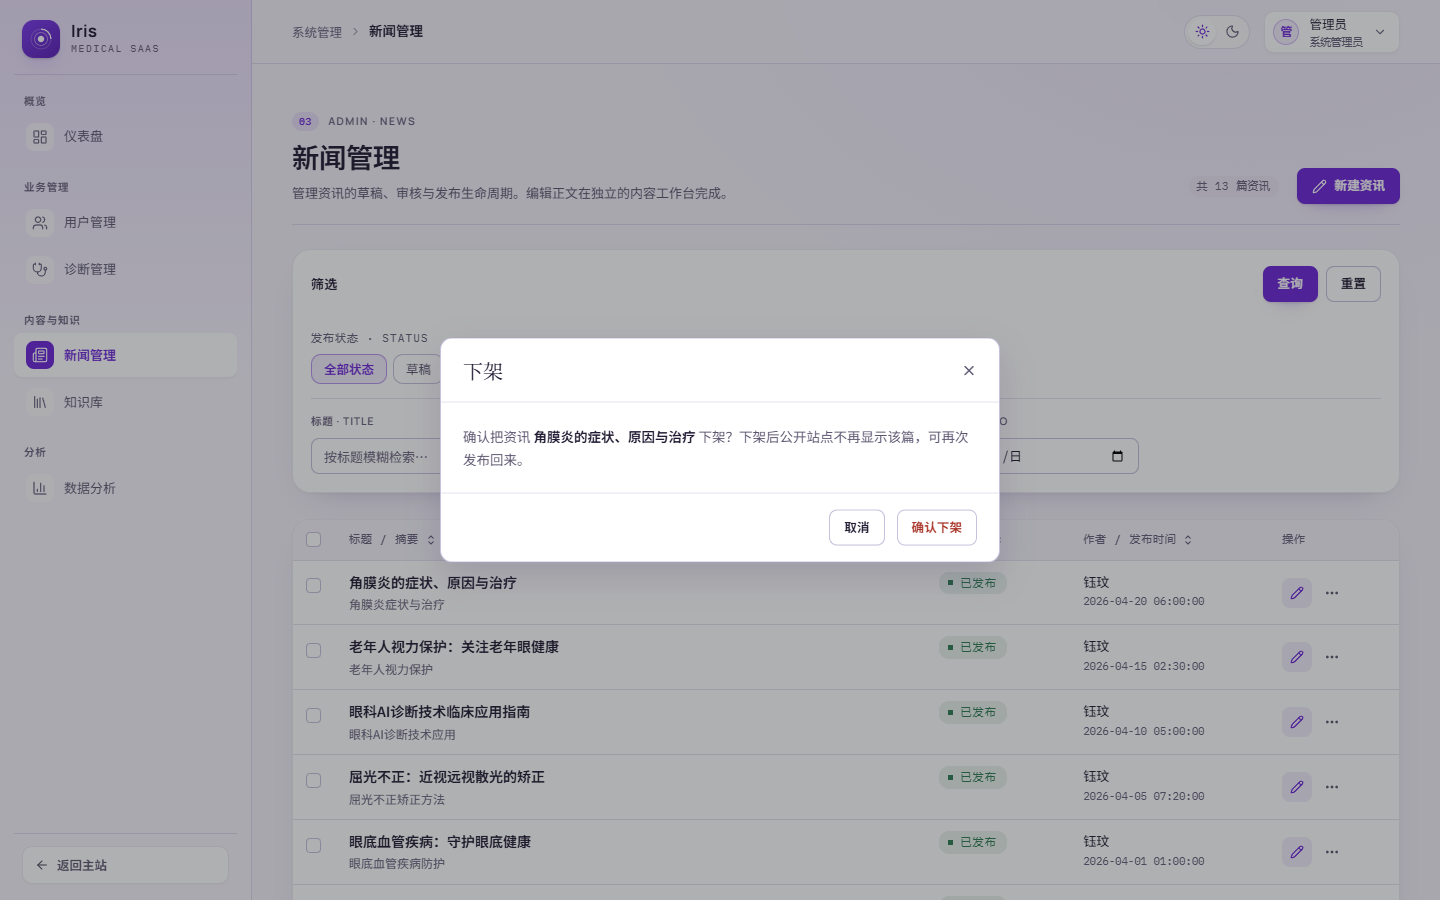 Iris
MEDICAL SAAS
概览
仪表盘
业务管理
用户管理
诊断管理
内容与知识
新闻管理
知识库
分析
数据分析
返回主站
系统管理 > 新闻管理
管
管理员
系统管理员
03 ADMIN · NEWS
新闻管理
管理资讯的草稿、审核与发布生命周期。编辑正文在独立的内容工作台完成。
共 13 篇资讯
新建资讯
筛选
查询
重置
发布状态 · STATUS
全部状态
草稿
标题 · TITLE
O
按标题模糊检索···
/日
下架
确认把资讯 角膜炎的症状、原因与治疗 下架？下架后公开站点不再显示该篇，可再次
发布回来。
取消
确认下架
标题 / 摘要
作者 / 发布时间
操作
角膜炎的症状、原因与治疗
角膜炎症状与治疗
已发布
钰玟
2026-04-20 06:00:00
老年人视力保护：关注老年眼健康
老年人视力保护
已发布
钰玟
2026-04-15 02:30:00
眼科AI诊断技术临床应用指南
眼科AI诊断技术应用
已发布
钰玟
2026-04-10 05:00:00
屈光不正：近视远视散光的矫正
屈光不正矫正方法
已发布
钰玟
2026-04-05 07:20:00
眼底血管疾病：守护眼底健康
眼底血管疾病防护
已发布
钰玟
2026-04-01 01:00:00